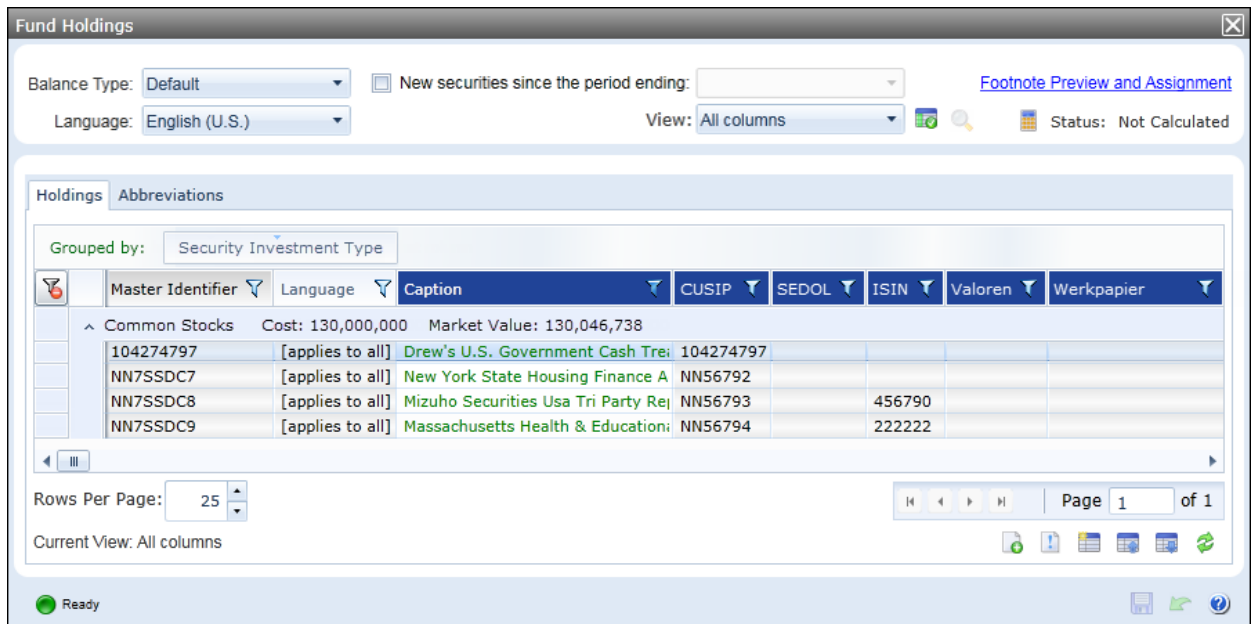 Fund Holdings
Balance Type: Default New securities since the period ending: Footnote Preview and Assignment
Language: English (U.S.) View: All columns Status: Not Calculated
Holdings Abbreviations
Grouped by: Security Investment Type
Master Identifier Language Caption CUSIP SEDOL ISIN Valoren Werkpapier
Common Stocks Cost: 130,000,000 Market Value: 130,046,738
104274797 [applies to all] Drew's U.S. Government Cash Trea 104274797
NN7SSDC7 [applies to all] New York State Housing Finance A NN56792
NN7SSDC8 [applies to all] Mizuho Securities Usa Tri Party Rep NN56793 456790
NN7SSDC9 [applies to all] Massachusetts Health & Educationa NN56794 222222
Rows Per Page: 25 Page 1 of 1
Current View: All columns
Ready